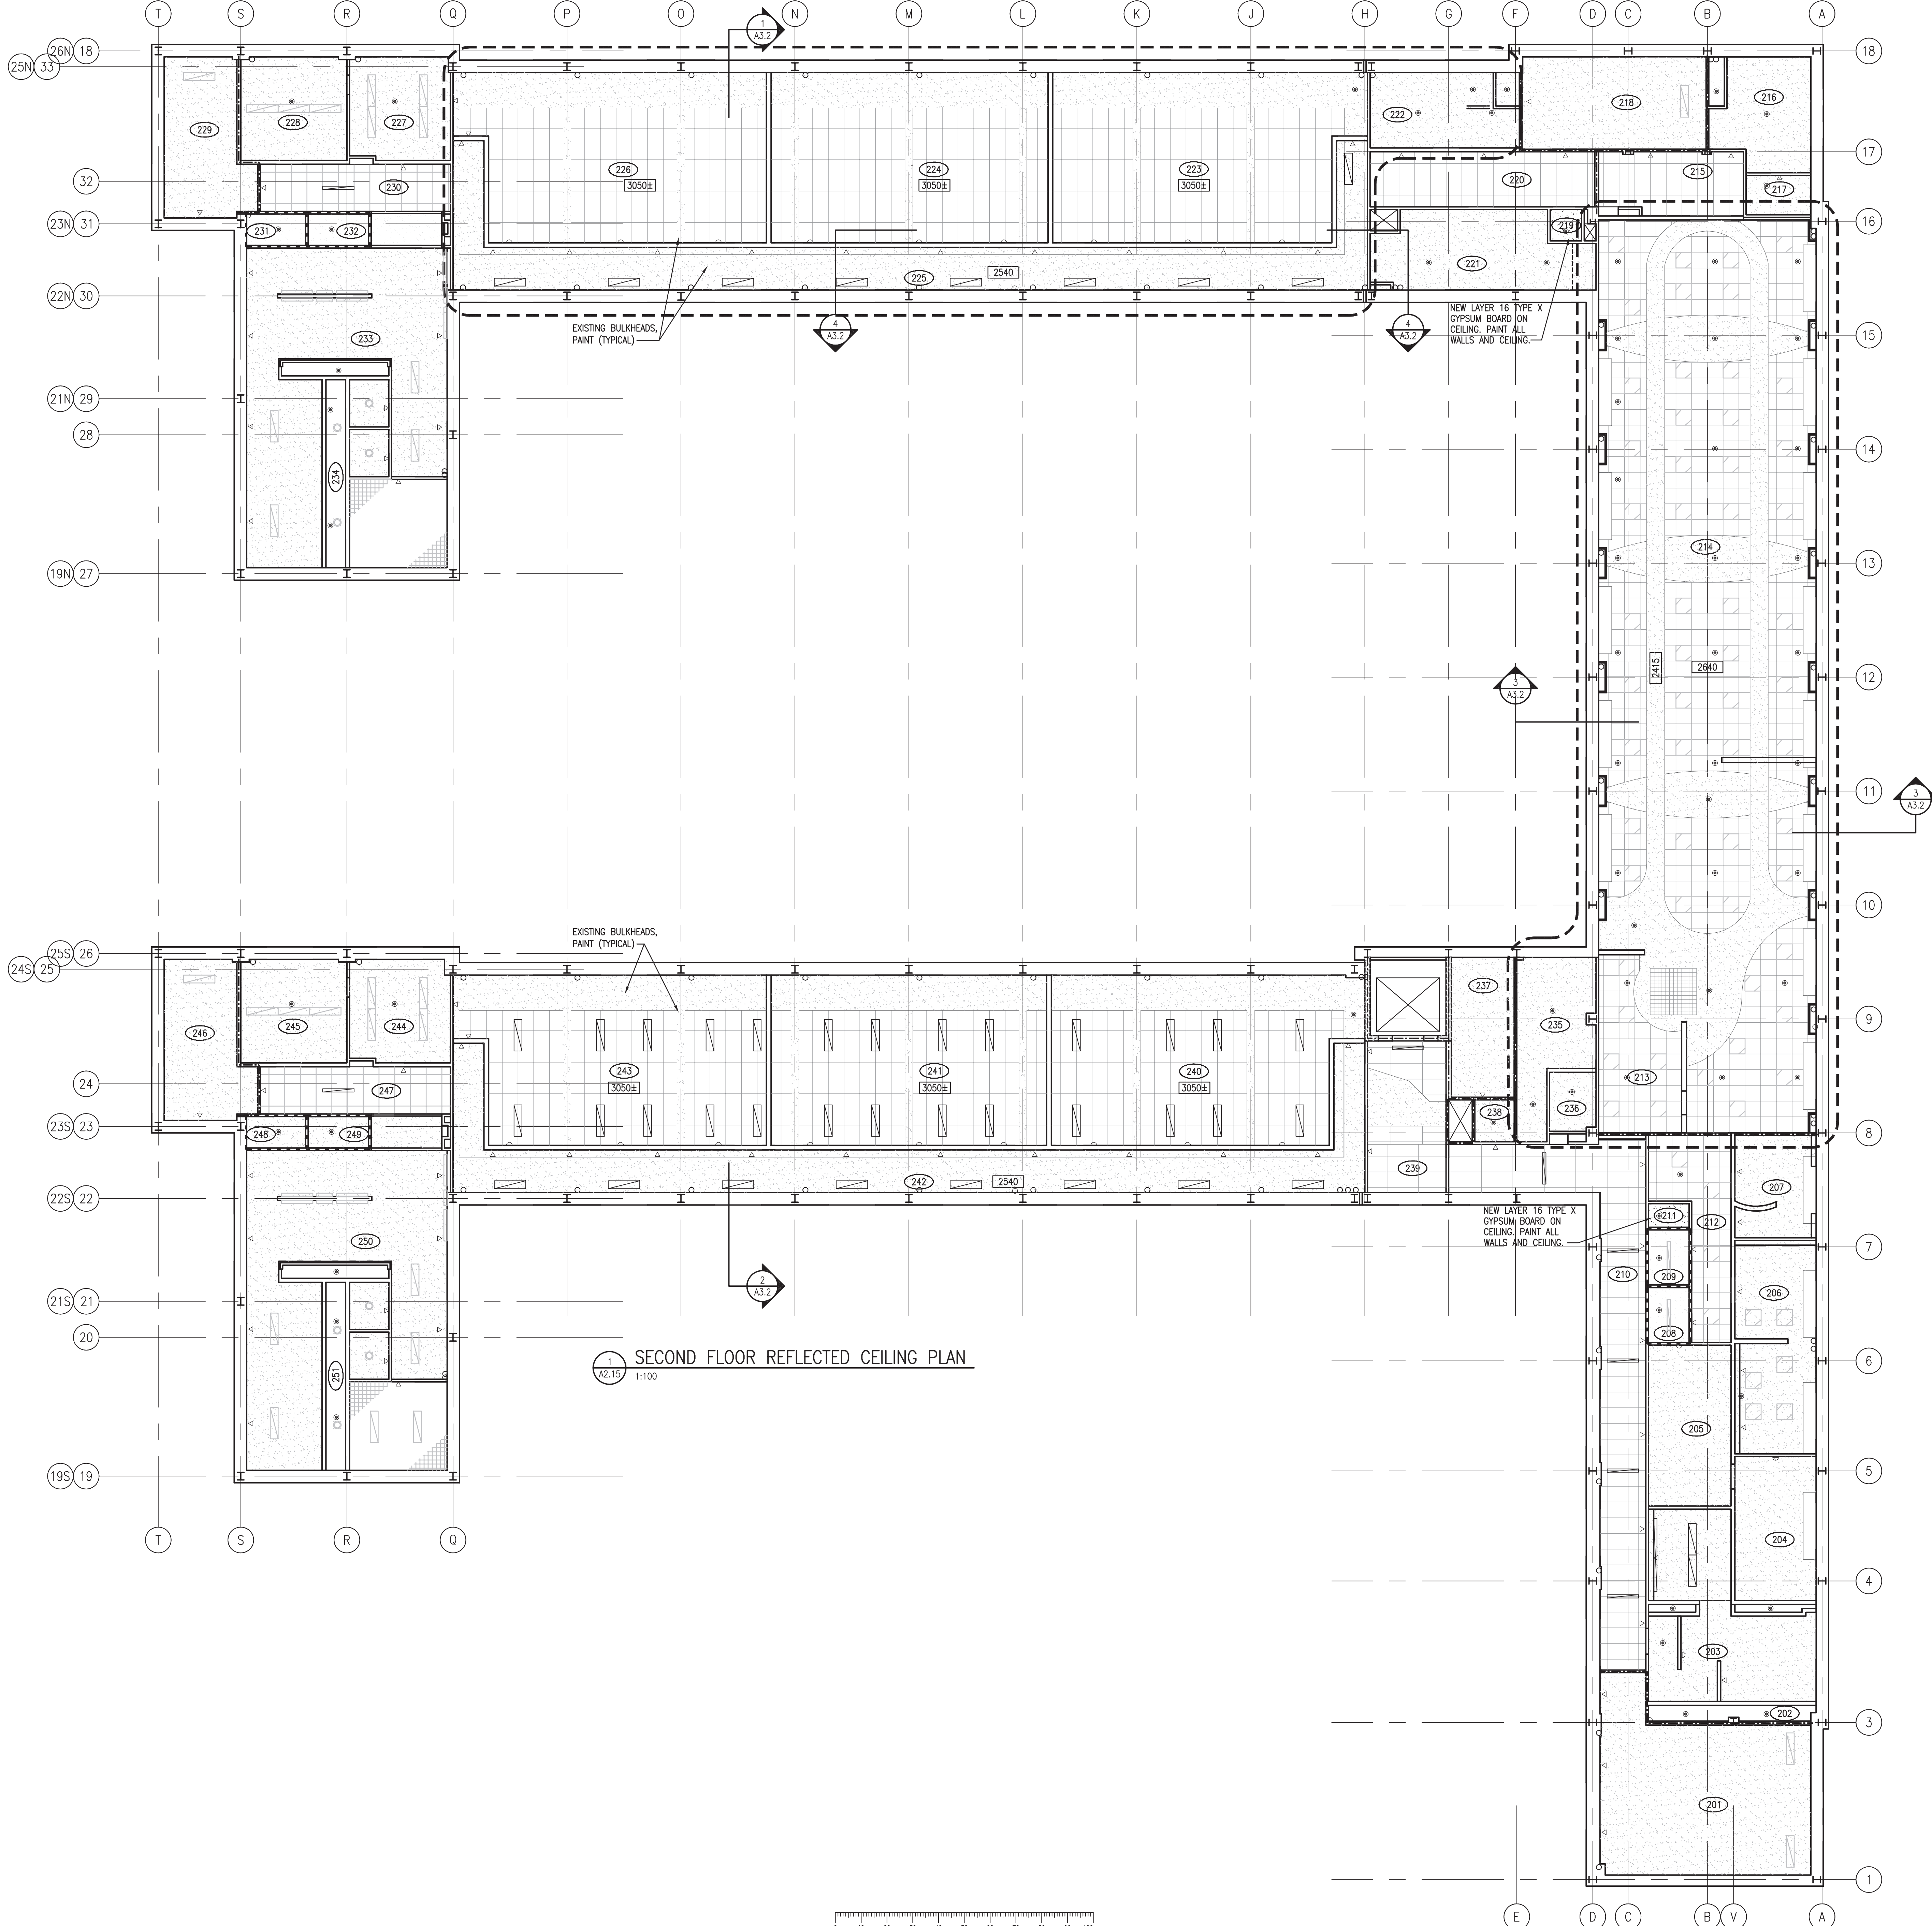 T S R Q P O N M L K J H G F D C B A
1
A3.2
26N 18
18
25N 33
229
228
227
222
218
216
32
230
226
3050±
224
3050±
223
3050±
220
215
217
17
23N 31
231
232
219
16
221
225
2540
22N 30
EXISTING BULKHEADS,
PAINT (TYPICAL)
4
A3.2
4
A3.2
NEW LAYER 16 TYPE X
GYPSUM BOARD ON
CEILING. PAINT ALL
WALLS AND CEILING.
233
15
21N 29
28
14
234
214
19N 27
13
2415
2640
12
3
A3.2
11
3
A3.2
10
EXISTING BULKHEADS,
PAINT (TYPICAL)
25S 26
24S 25
246
245
244
237
235
9
243
3050±
241
3050±
240
3050±
24
247
213
238
236
23S 23
248
249
8
239
242
2540
207
22S 22
NEW LAYER 16 TYPE X
GYPSUM BOARD ON
CEILING. PAINT ALL
WALLS AND CEILING.
211
212
250
7
210
209
206
21S 21
2
A3.2
20
208
1
A2.15
SECOND FLOOR REFLECTED CEILING PLAN
1:100
6
251
205
19S 19
5
T S R Q
204
4
203
202
3
201
1
E D C B V A